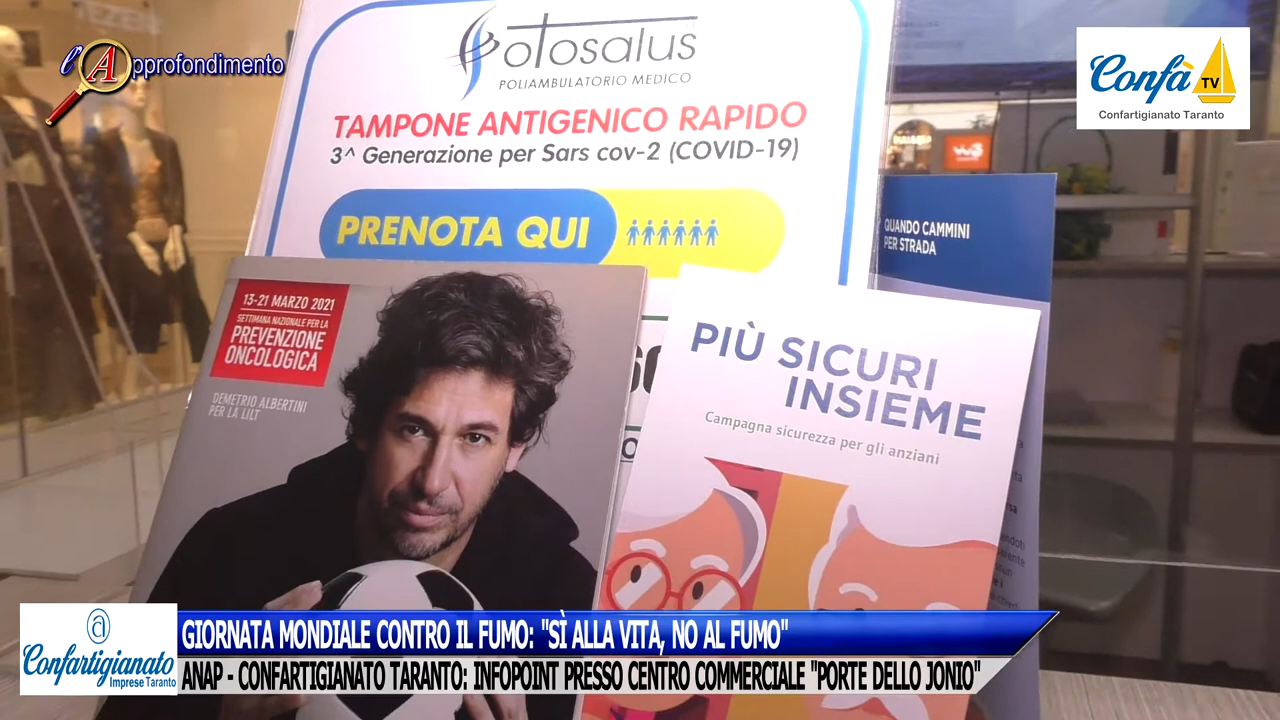 l'Approfondimento
Fotosalus
POLIAMBULATORIO MEDICO
TAMPONE ANTIGENICO RAPIDO
3^ Generazione per Sars cov-2 (COVID-19)
PRENOTA QUI
Confà TV
Confartigianato Taranto
QUANDO CAMMINI
PER STRADA
13-21 MARZO 2021
SETTIMANA NAZIONALE PER LA
PREVENZIONE
ONCOLOGICA
DEMETRIO ALBERTINI
PER LA LILT
PIÙ SICURI
INSIEME
Campagna sicurezza per gli anziani
@
Confartigianato
Imprese Taranto
GIORNATA MONDIALE CONTRO IL FUMO: "SÌ ALLA VITA, NO AL FUMO"
ANAP - CONFARTIGIANATO TARANTO: INFOPOINT PRESSO CENTRO COMMERCIALE "PORTE DELLO JONIO"